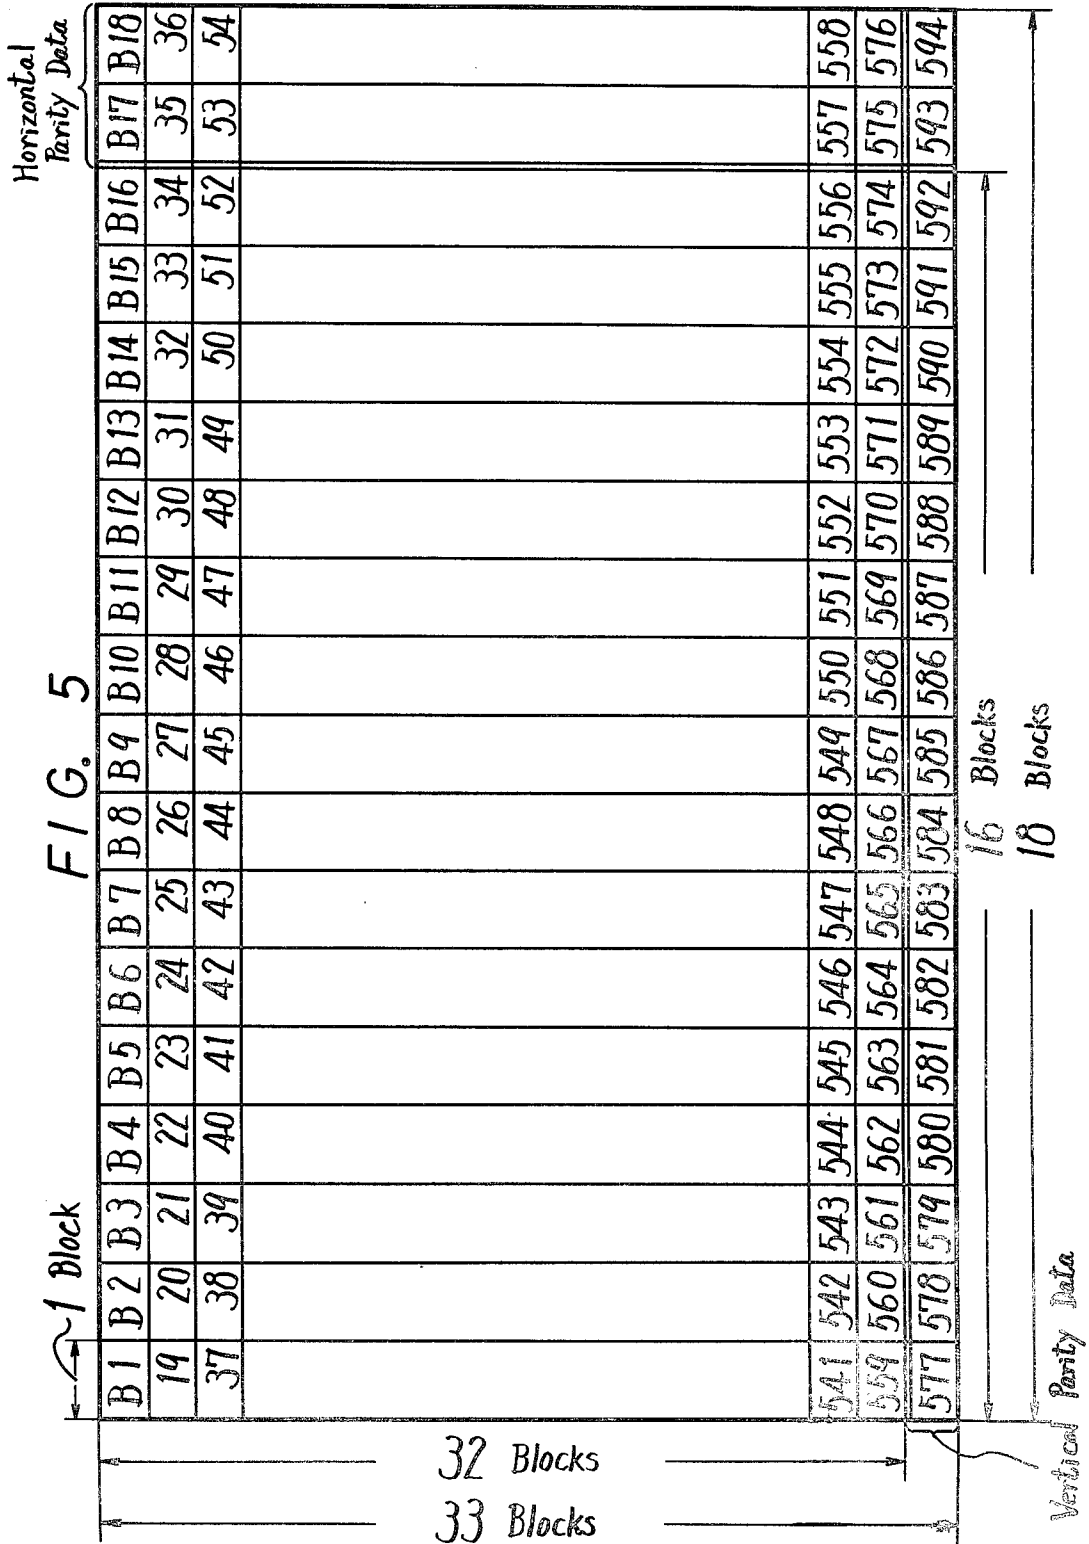 FIG. 5
1 Block
Horizontal
Parity Data
B1 B2 B3 B4 B5 B6 B7 B8 B9 B10 B11 B12 B13 B14 B15 B16 B17 B18
19 20 21 22 23 24 25 26 27 28 29 30 31 32 33 34 35 36
37 38 39 40 41 42 43 44 45 46 47 48 49 50 51 52 53 54
541 542 543 544 545 546 547 548 549 550 551 552 553 554 555 556 557 558
559 560 561 562 563 564 565 566 567 568 569 570 571 572 573 574 575 576
577 578 579 580 581 582 583 584 585 586 587 588 589 590 591 592 593 594
32 Blocks
33 Blocks
16 Blocks
18 Blocks
Vertical Parity Data